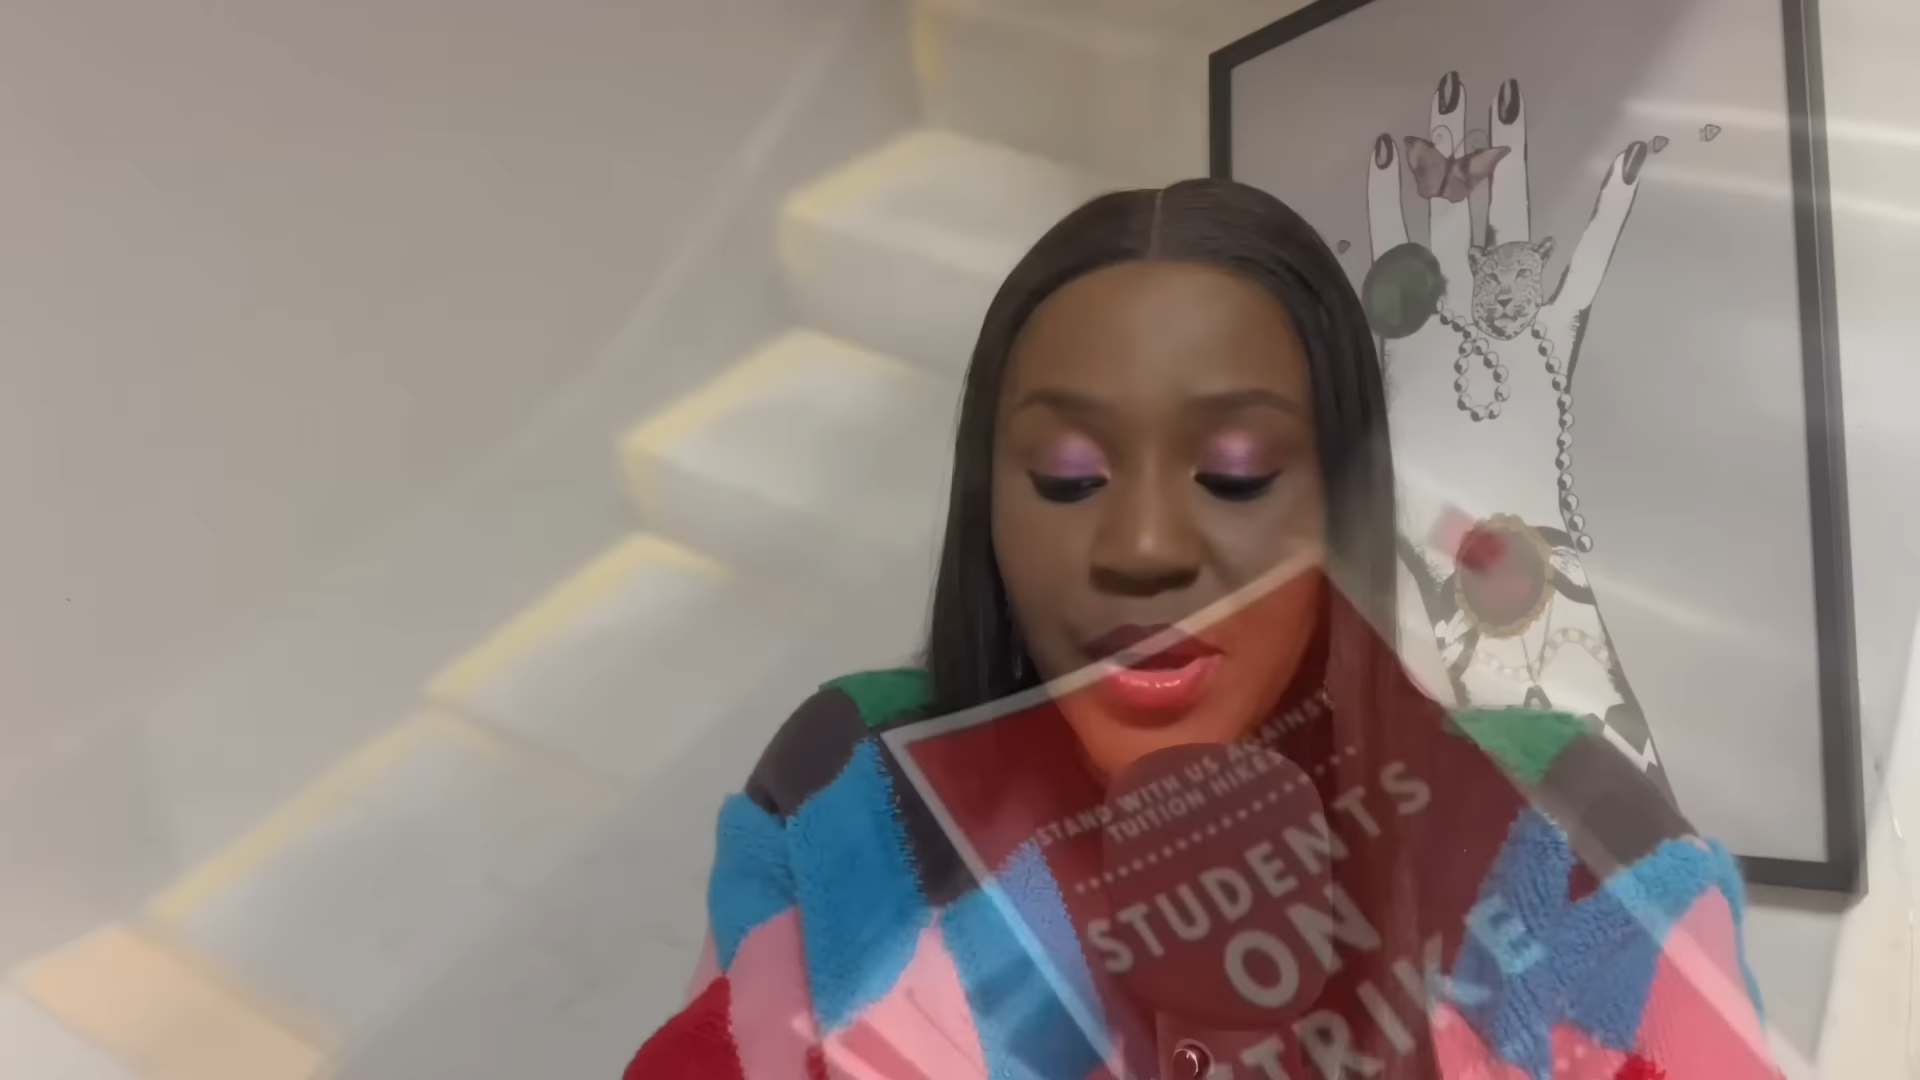 STAND WITH US AGAINST
TUITION HIKES
STUDENTS
ON
STRIKE